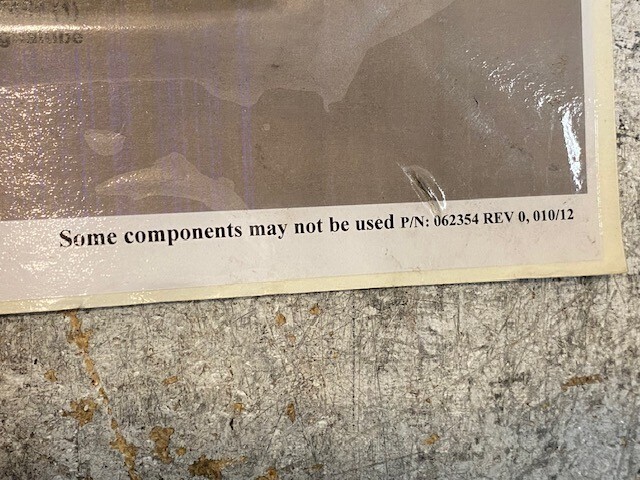 Some components may not be used P/N: 062354 REV 0, 010/12